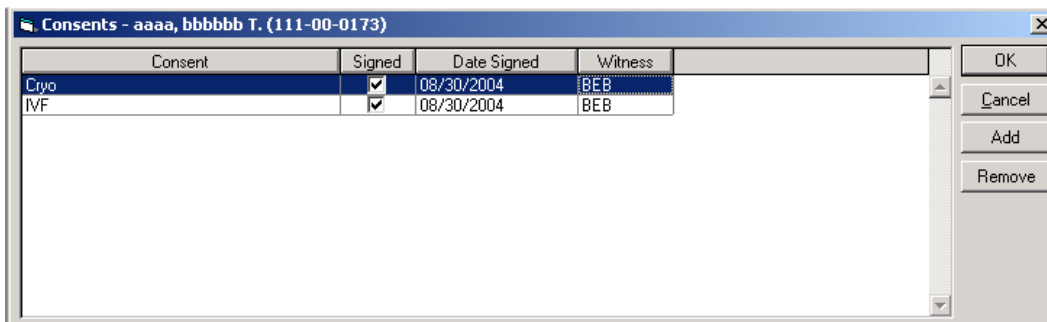 Consents - aaaa, bbbbbb T. (111-00-0173)
Consent Signed Date Signed Witness
Cryo 08/30/2004 BEB
IVF 08/30/2004 BEB
OK
Cancel
Add
Remove